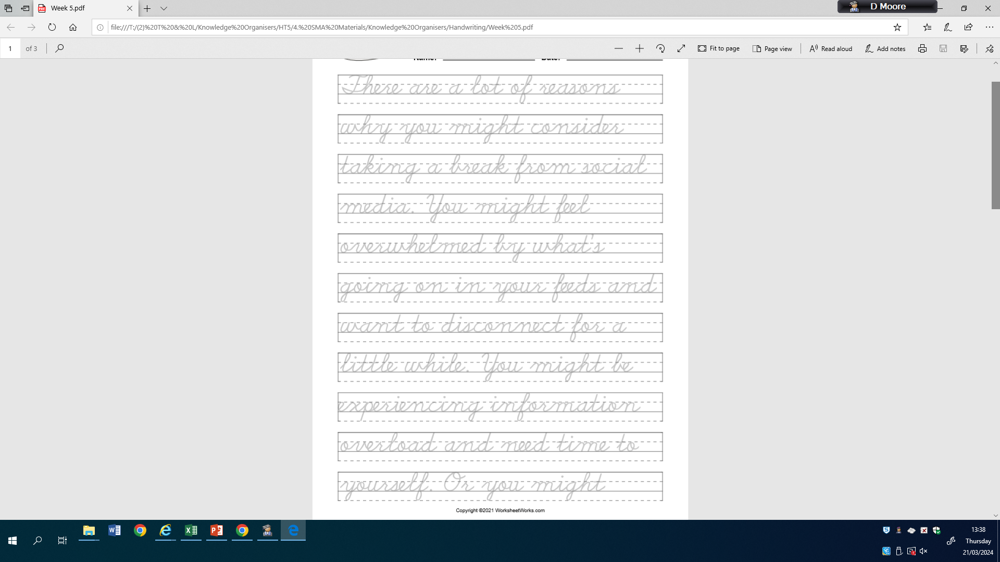 Week 5.pdf
D Moore
file:///T:/(2)%20T%20&%20L/Knowledge%20Organisers/HT5/4.%20SMA%20Materials/Knowledge%20Organisers/Handwriting/Week%205.pdf
1 of 3
Fit to page
Page view
Read aloud
Add notes
Name: Date:
There are a lot of reasons
why you might consider
taking a break from social
media. You might feel
overwhelmed by what's
going on in your feeds and
want to disconnect for a
little while. You might be
experiencing information
overload and need time to
yourself. Or you might
Copyright ©2021 WorksheetWorks.com
13:38
Thursday
21/03/2024